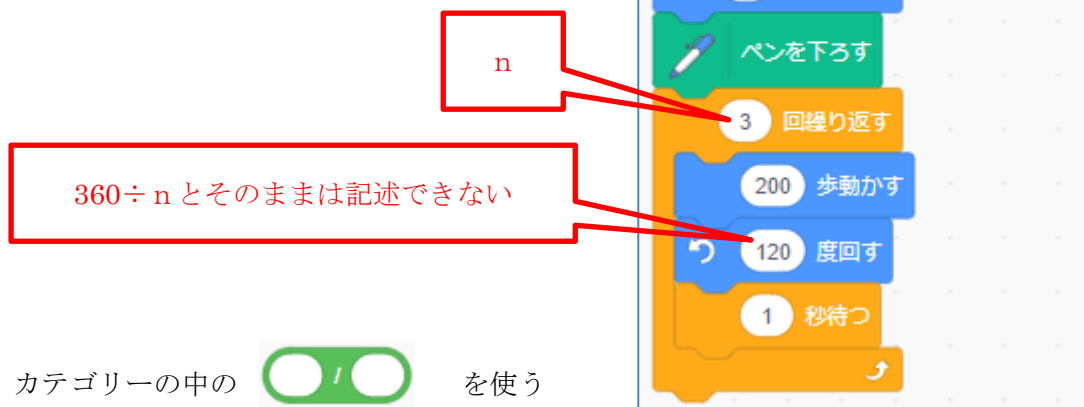 n
ペンを下ろす
3 回繰り返す
360÷n とそのままは記述できない
200 歩動かす
120 度回す
1 秒待つ
カテゴリーの中の / を使う